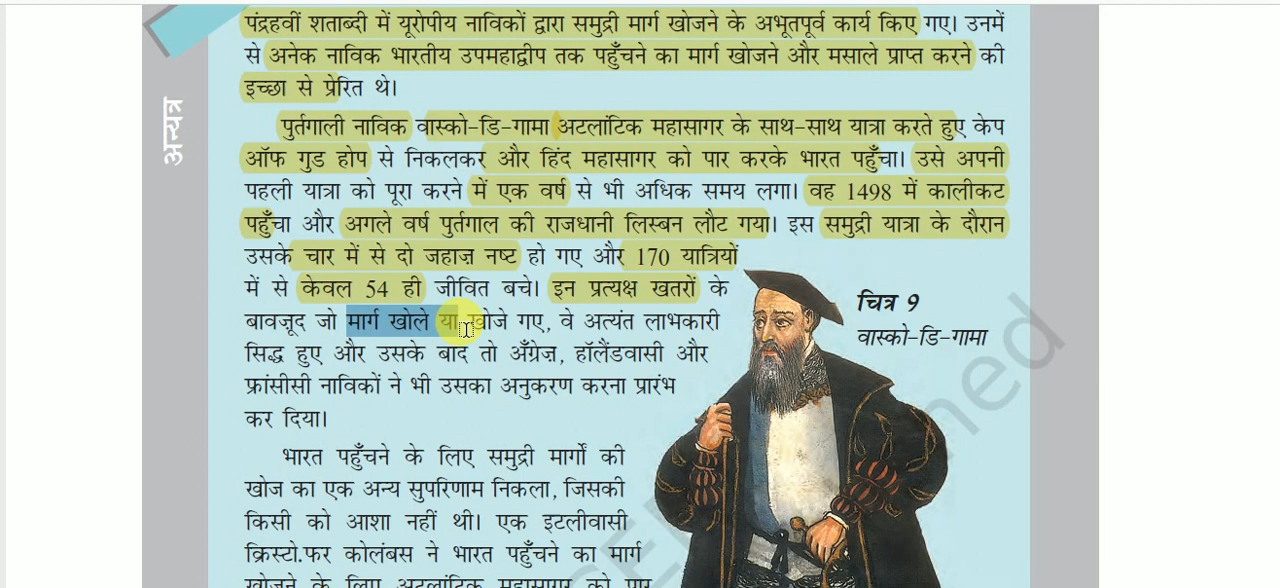 पंद्रहवीं शताब्दी में यूरोपीय नाविकों द्वारा समुद्री मार्ग खोजने के अभूतपूर्व कार्य किए गए। उनमें
से अनेक नाविक भारतीय उपमहाद्वीप तक पहुँचने का मार्ग खोजने और मसाले प्राप्त करने की
इच्छा से प्रेरित थे।
अन्यत्र
पुर्तगाली नाविक वास्को-डि-गामा अटलांटिक महासागर के साथ-साथ यात्रा करते हुए केप
ऑफ गुड होप से निकलकर और हिंद महासागर को पार करके भारत पहुँचा। उसे अपनी
पहली यात्रा को पूरा करने में एक वर्ष से भी अधिक समय लगा। वह 1498 में कालीकट
पहुँचा और अगले वर्ष पुर्तगाल की राजधानी लिस्बन लौट गया। इस समुद्री यात्रा के दौरान
उसके चार में से दो जहाज़ नष्ट हो गए और 170 यात्रियों
में से केवल 54 ही जीवित बचे। इन प्रत्यक्ष खतरों के
बावजूद जो मार्ग खोले या खोजे गए, वे अत्यंत लाभकारी
सिद्ध हुए और उसके बाद तो अँग्रेज़, हॉलैंडवासी और
फ्रांसीसी नाविकों ने भी उसका अनुकरण करना प्रारंभ
कर दिया।
चित्र 9
वास्को-डि-गामा
भारत पहुँचने के लिए समुद्री मार्गों की
खोज का एक अन्य सुपरिणाम निकला, जिसकी
किसी को आशा नहीं थी। एक इटलीवासी
क्रिस्टो.फर कोलंबस ने भारत पहुँचने का मार्ग
खोजने के लिए अटलांटिक महासागर को पार